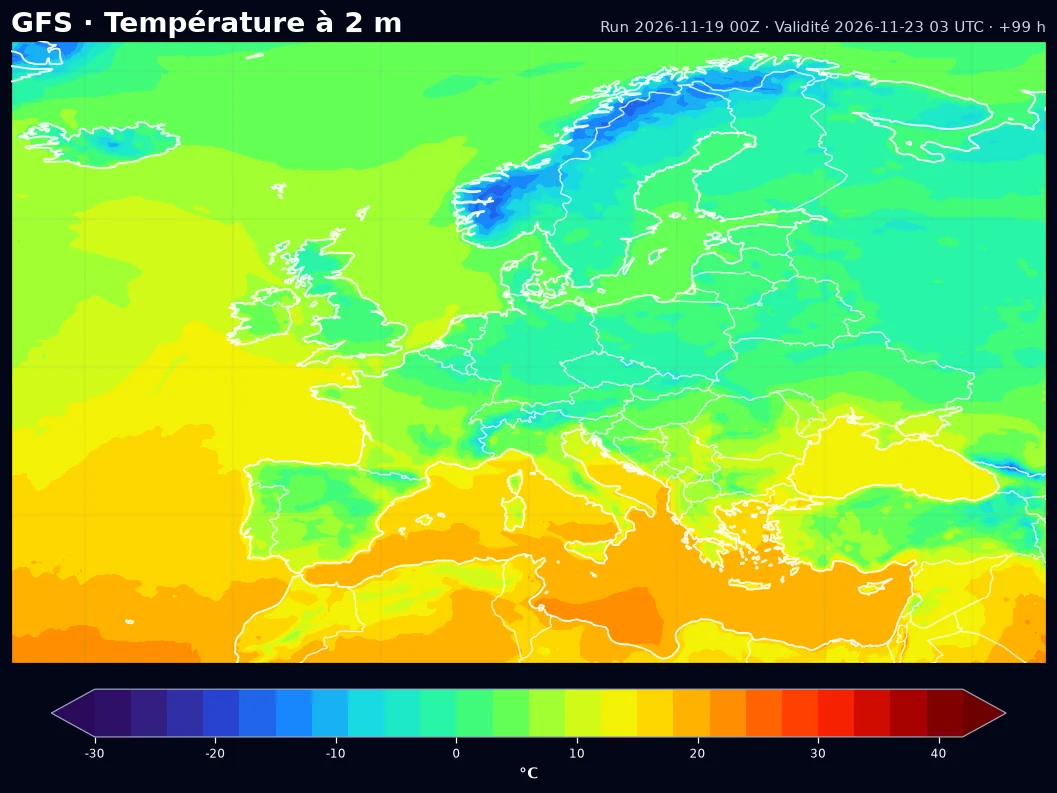 GFS · Température à 2 m
Run 2026-11-19 00Z · Validité 2026-11-23 03 UTC · +99 h
-30 -20 -10 0 10 20 30 40
°C